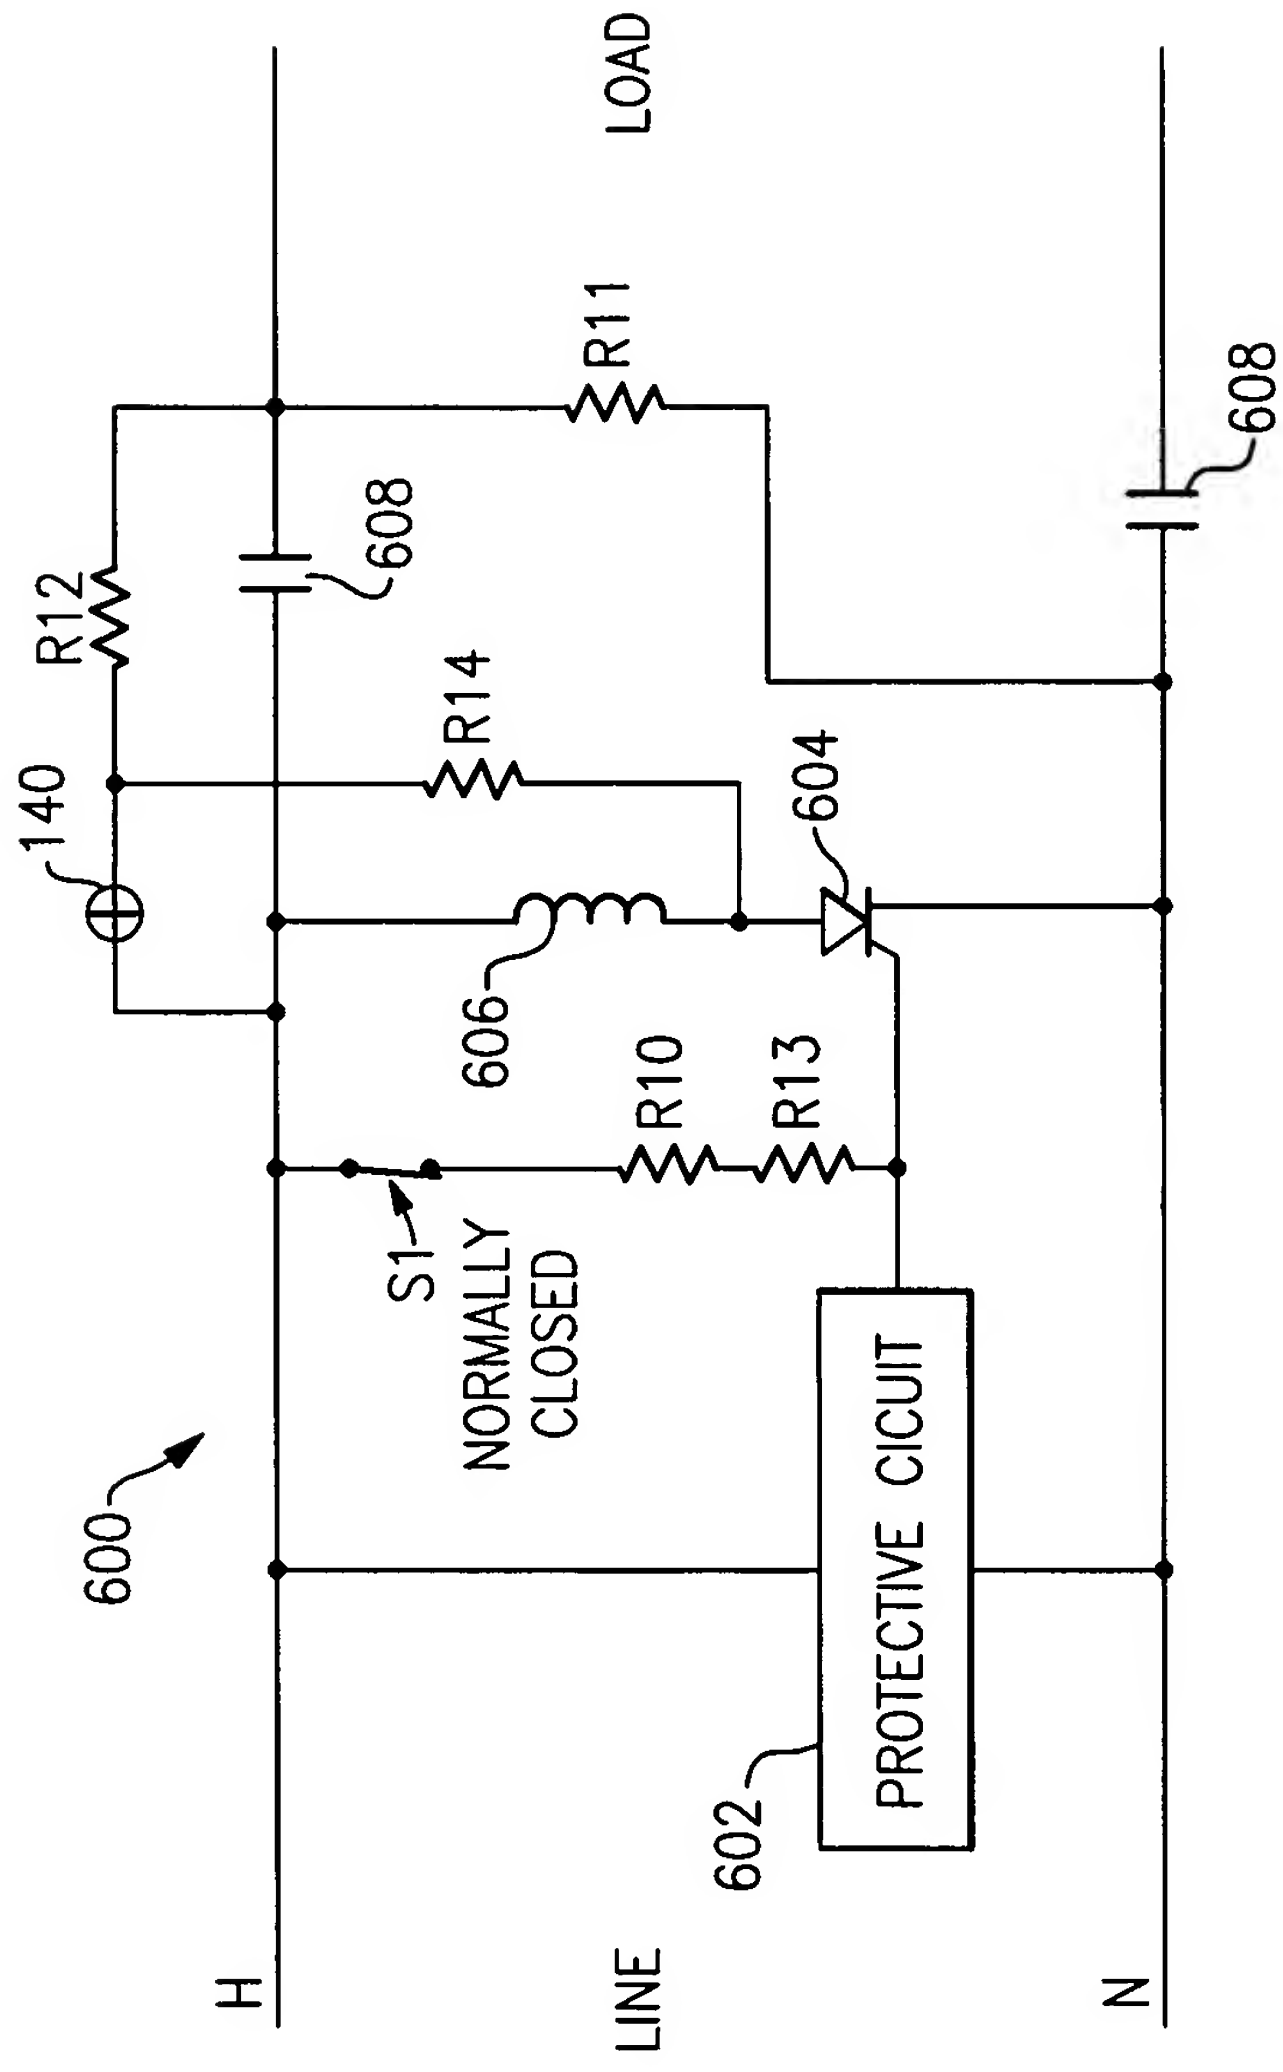 600
H
LINE
N
602
PROTECTIVE CICUIT
S1
NORMALLY
CLOSED
R10
R13
606
140
604
R14
R12
608
R11
608
LOAD